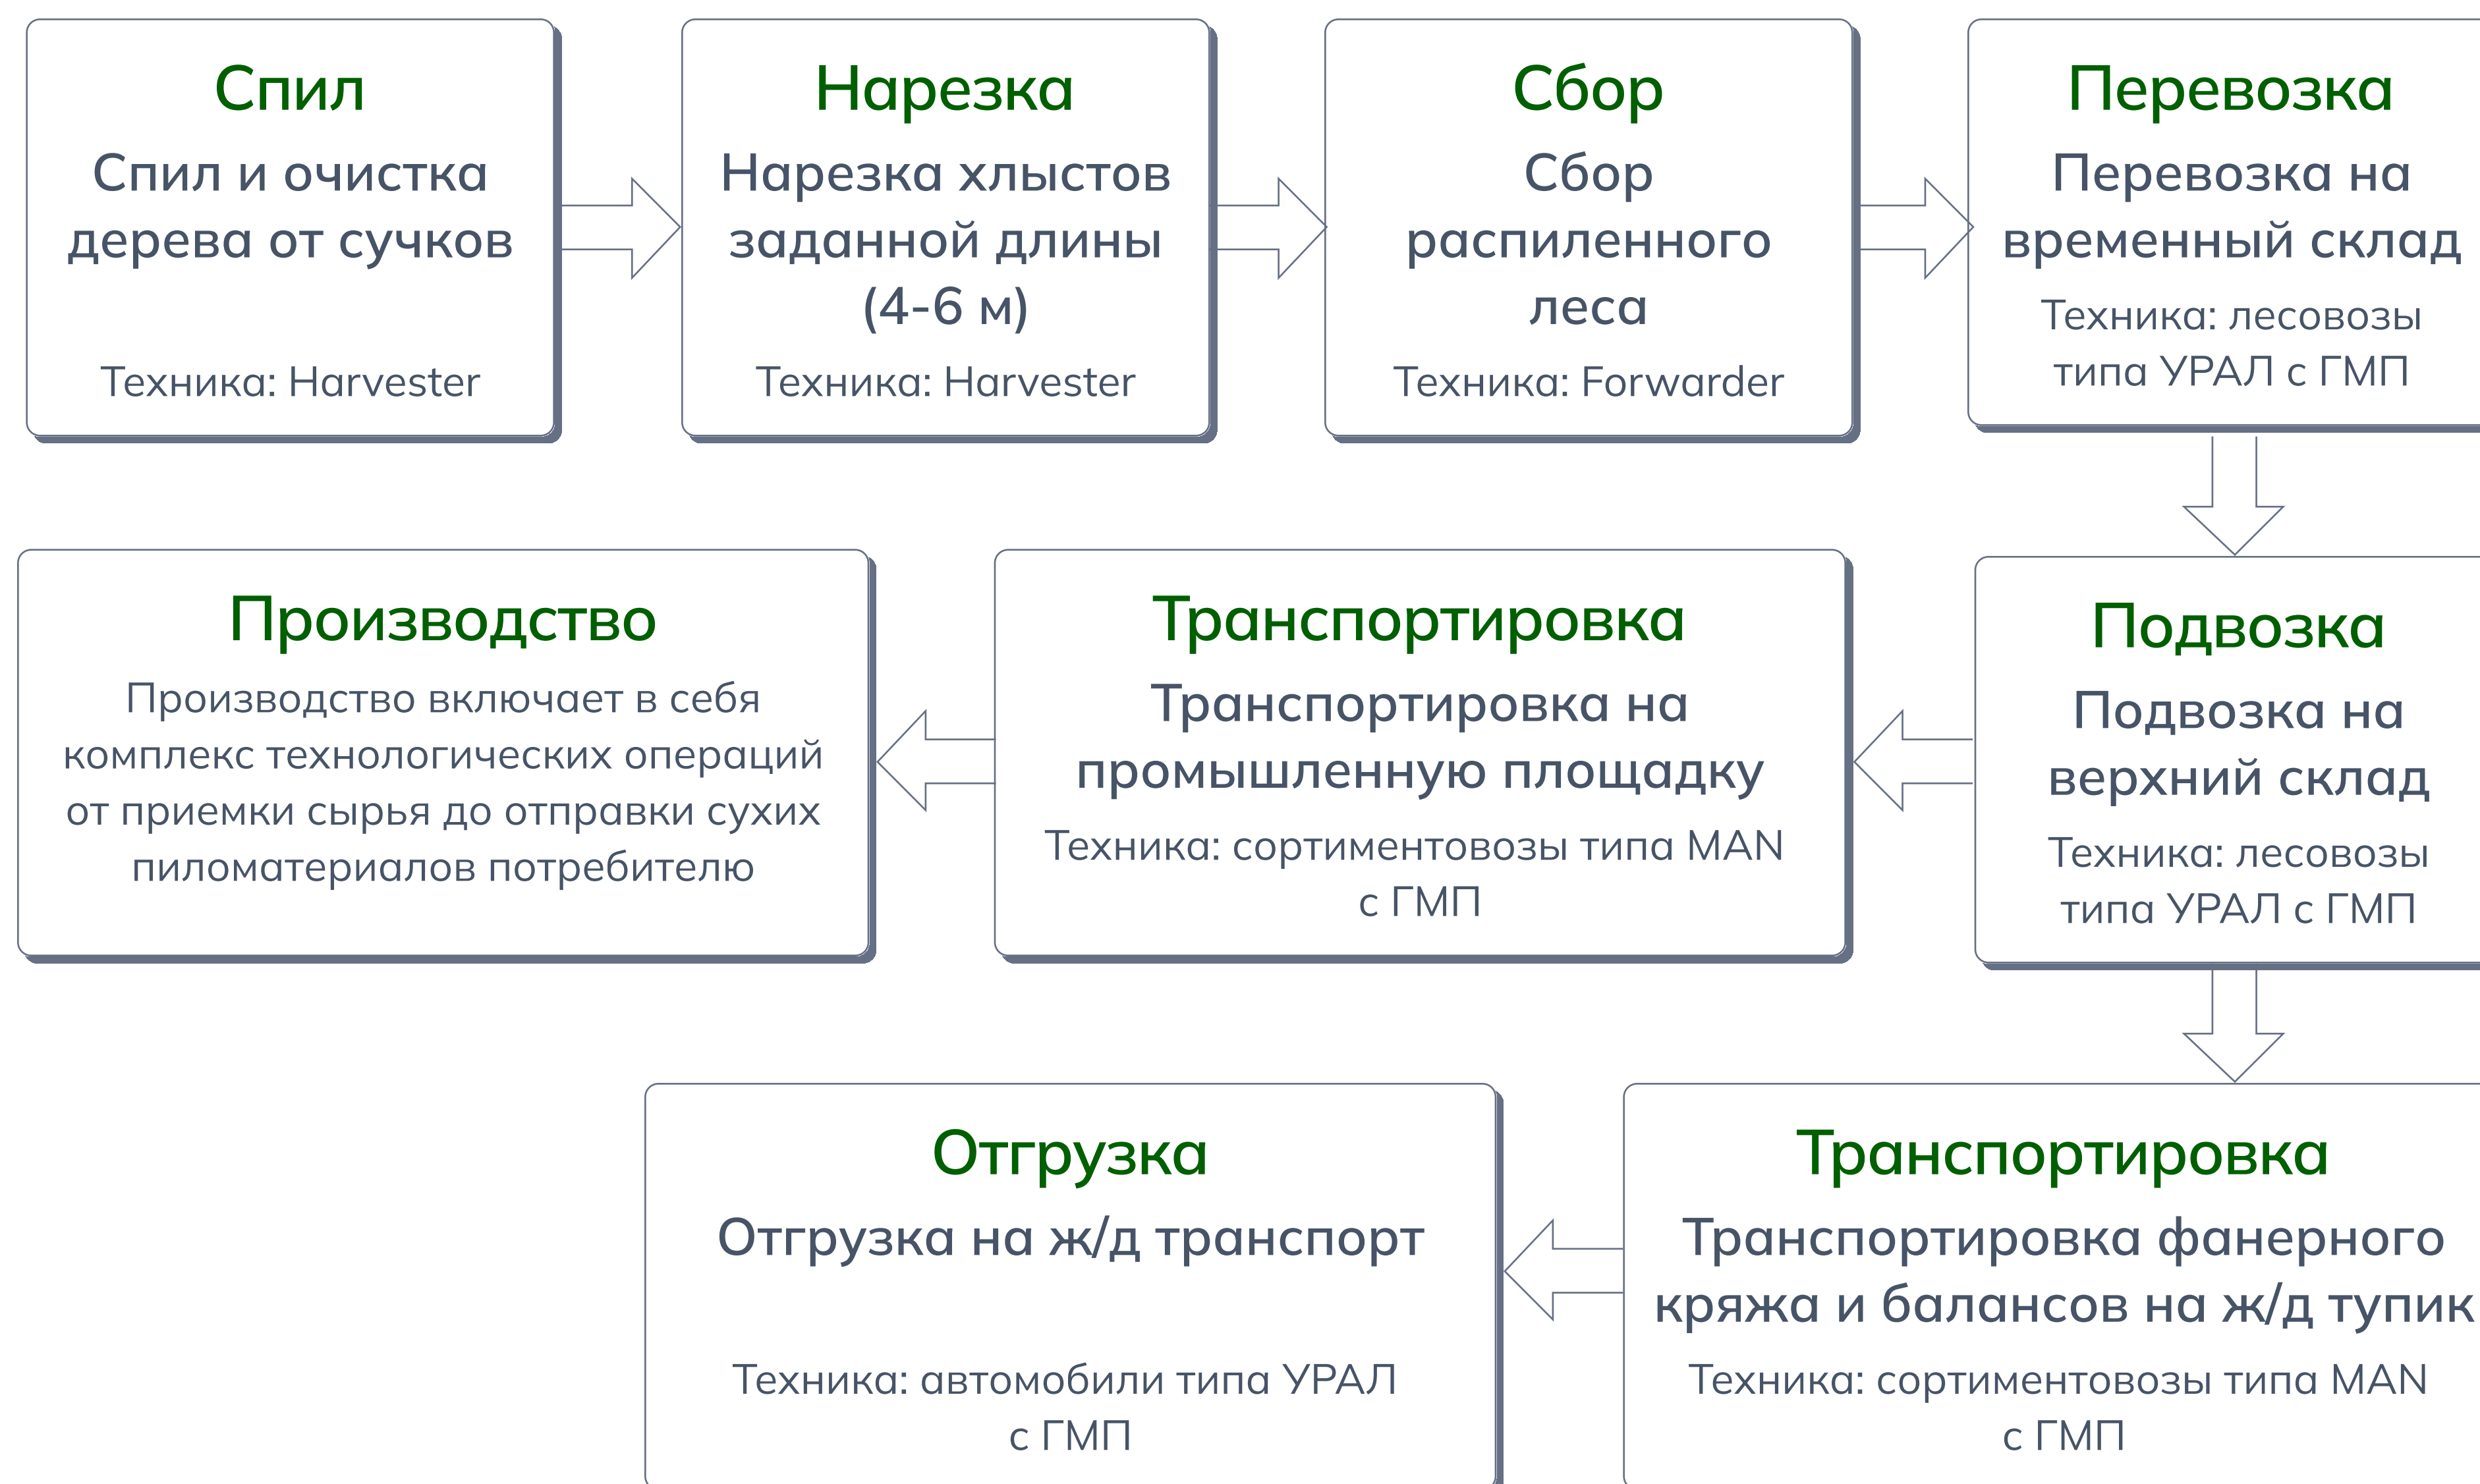 Спил
Спил и очистка
дерева от сучков
Техника: Harvester
Нарезка
Нарезка хлыстов
заданной длины
(4-6 м)
Техника: Harvester
Сбор
Сбор
распиленного
леса
Техника: Forwarder
Перевозка
Перевозка на
временный склад
Техника: лесовозы
типа УРАЛ с ГМП
Подвозка
Подвозка на
верхний склад
Техника: лесовозы
типа УРАЛ с ГМП
Транспортировка
Транспортировка на
промышленную площадку
Техника: сортиментовозы типа MAN
с ГМП
Производство
Производство включает в себя
комплекс технологических операций
от приемки сырья до отправки сухих
пиломатериалов потребителю
Транспортировка
Транспортировка фанерного
кряжа и балансов на ж/д тупик
Техника: сортиментовозы типа MAN
с ГМП
Отгрузка
Отгрузка на ж/д транспорт
Техника: автомобили типа УРАЛ
с ГМП